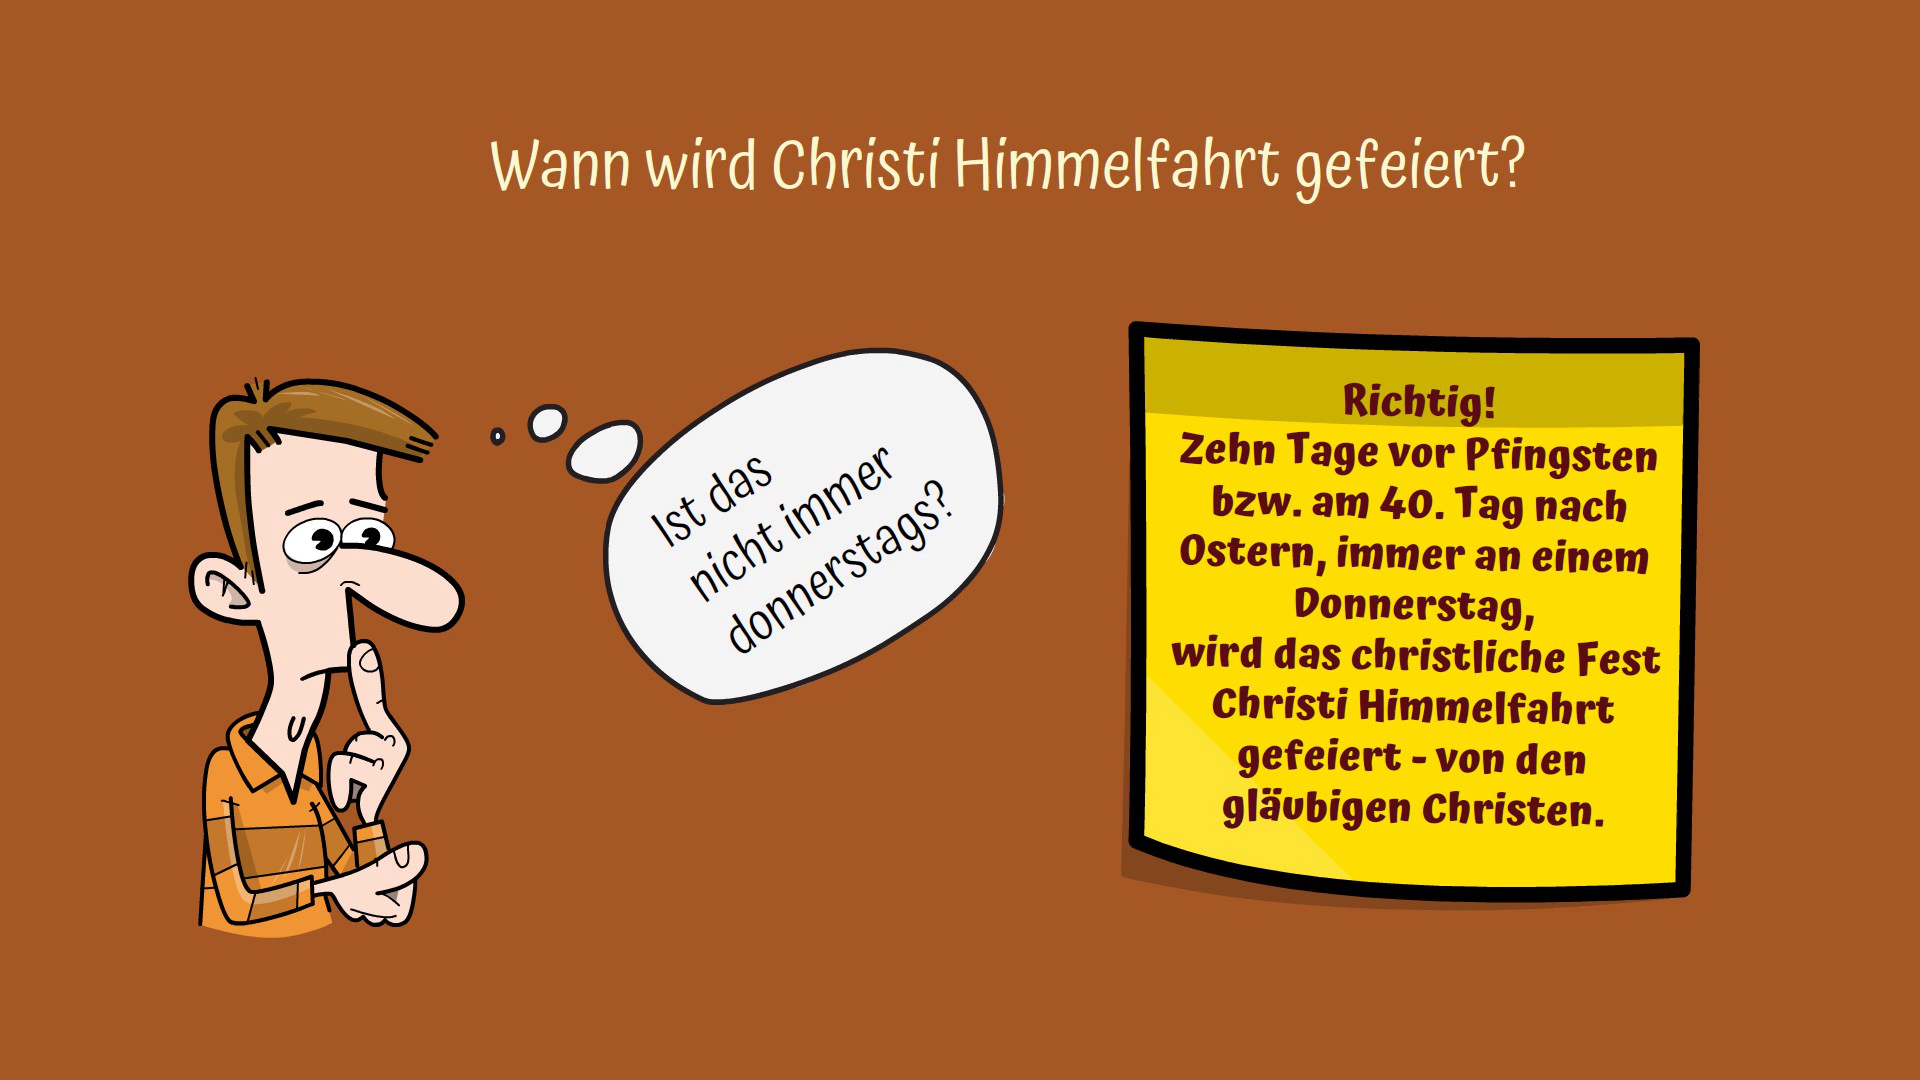 Wann wird Christi Himmelfahrt gefeiert?
Ist das
nicht immer
donnerstags?
Richtig!
Zehn Tage vor Pfingsten
bzw. am 40. Tag nach
Ostern, immer an einem
Donnerstag,
wird das christliche Fest
Christi Himmelfahrt
gefeiert - von den
gläubigen Christen.